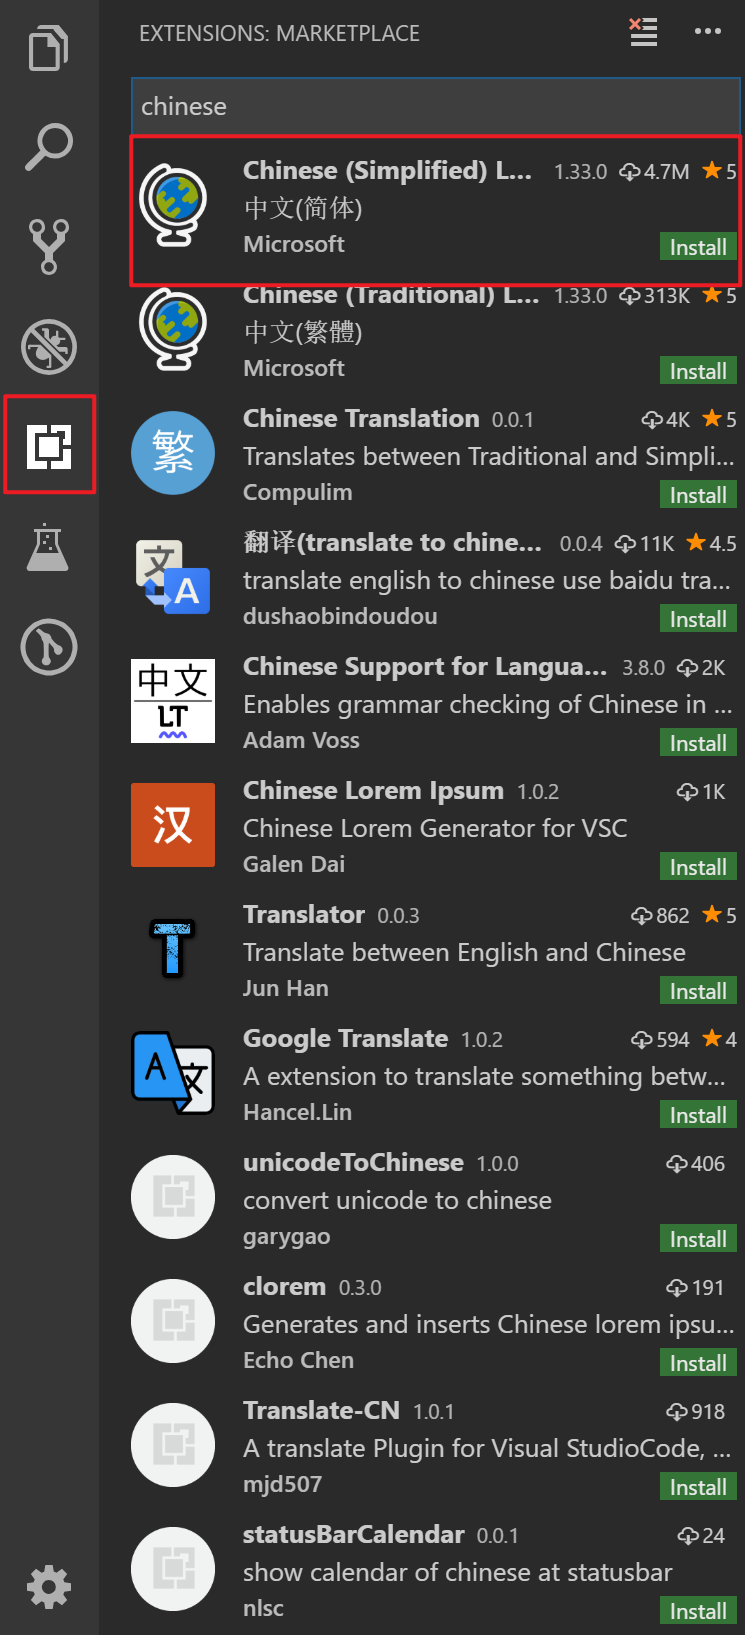 EXTENSIONS: MARKETPLACE
chinese
Chinese (Simplified) L... 1.33.0 4.7M 5
中文(简体)
Microsoft Install
Chinese (Traditional) L... 1.33.0 313K 5
中文(繁體)
Microsoft Install
繁
Chinese Translation 0.0.1 4K 5
Translates between Traditional and Simpli...
Compulim Install
文 A
翻译(translate to chine... 0.0.4 11K 4.5
translate english to chinese use baidu tra...
dushaobindoudou Install
中文
LT
Chinese Support for Langua... 3.8.0 2K
Enables grammar checking of Chinese in ...
Adam Voss Install
汉
Chinese Lorem Ipsum 1.0.2 1K
Chinese Lorem Generator for VSC
Galen Dai Install
T
Translator 0.0.3 862 5
Translate between English and Chinese
Jun Han Install
A 文
Google Translate 1.0.2 594 4
A extension to translate something betw...
Hancel.Lin Install
unicodeToChinese 1.0.0 406
convert unicode to chinese
garygao Install
clorem 0.3.0 191
Generates and inserts Chinese lorem ipsu...
Echo Chen Install
Translate-CN 1.0.1 918
A translate Plugin for Visual StudioCode, ...
mjd507 Install
statusBarCalendar 0.0.1 24
show calendar of chinese at statusbar
nlsc Install